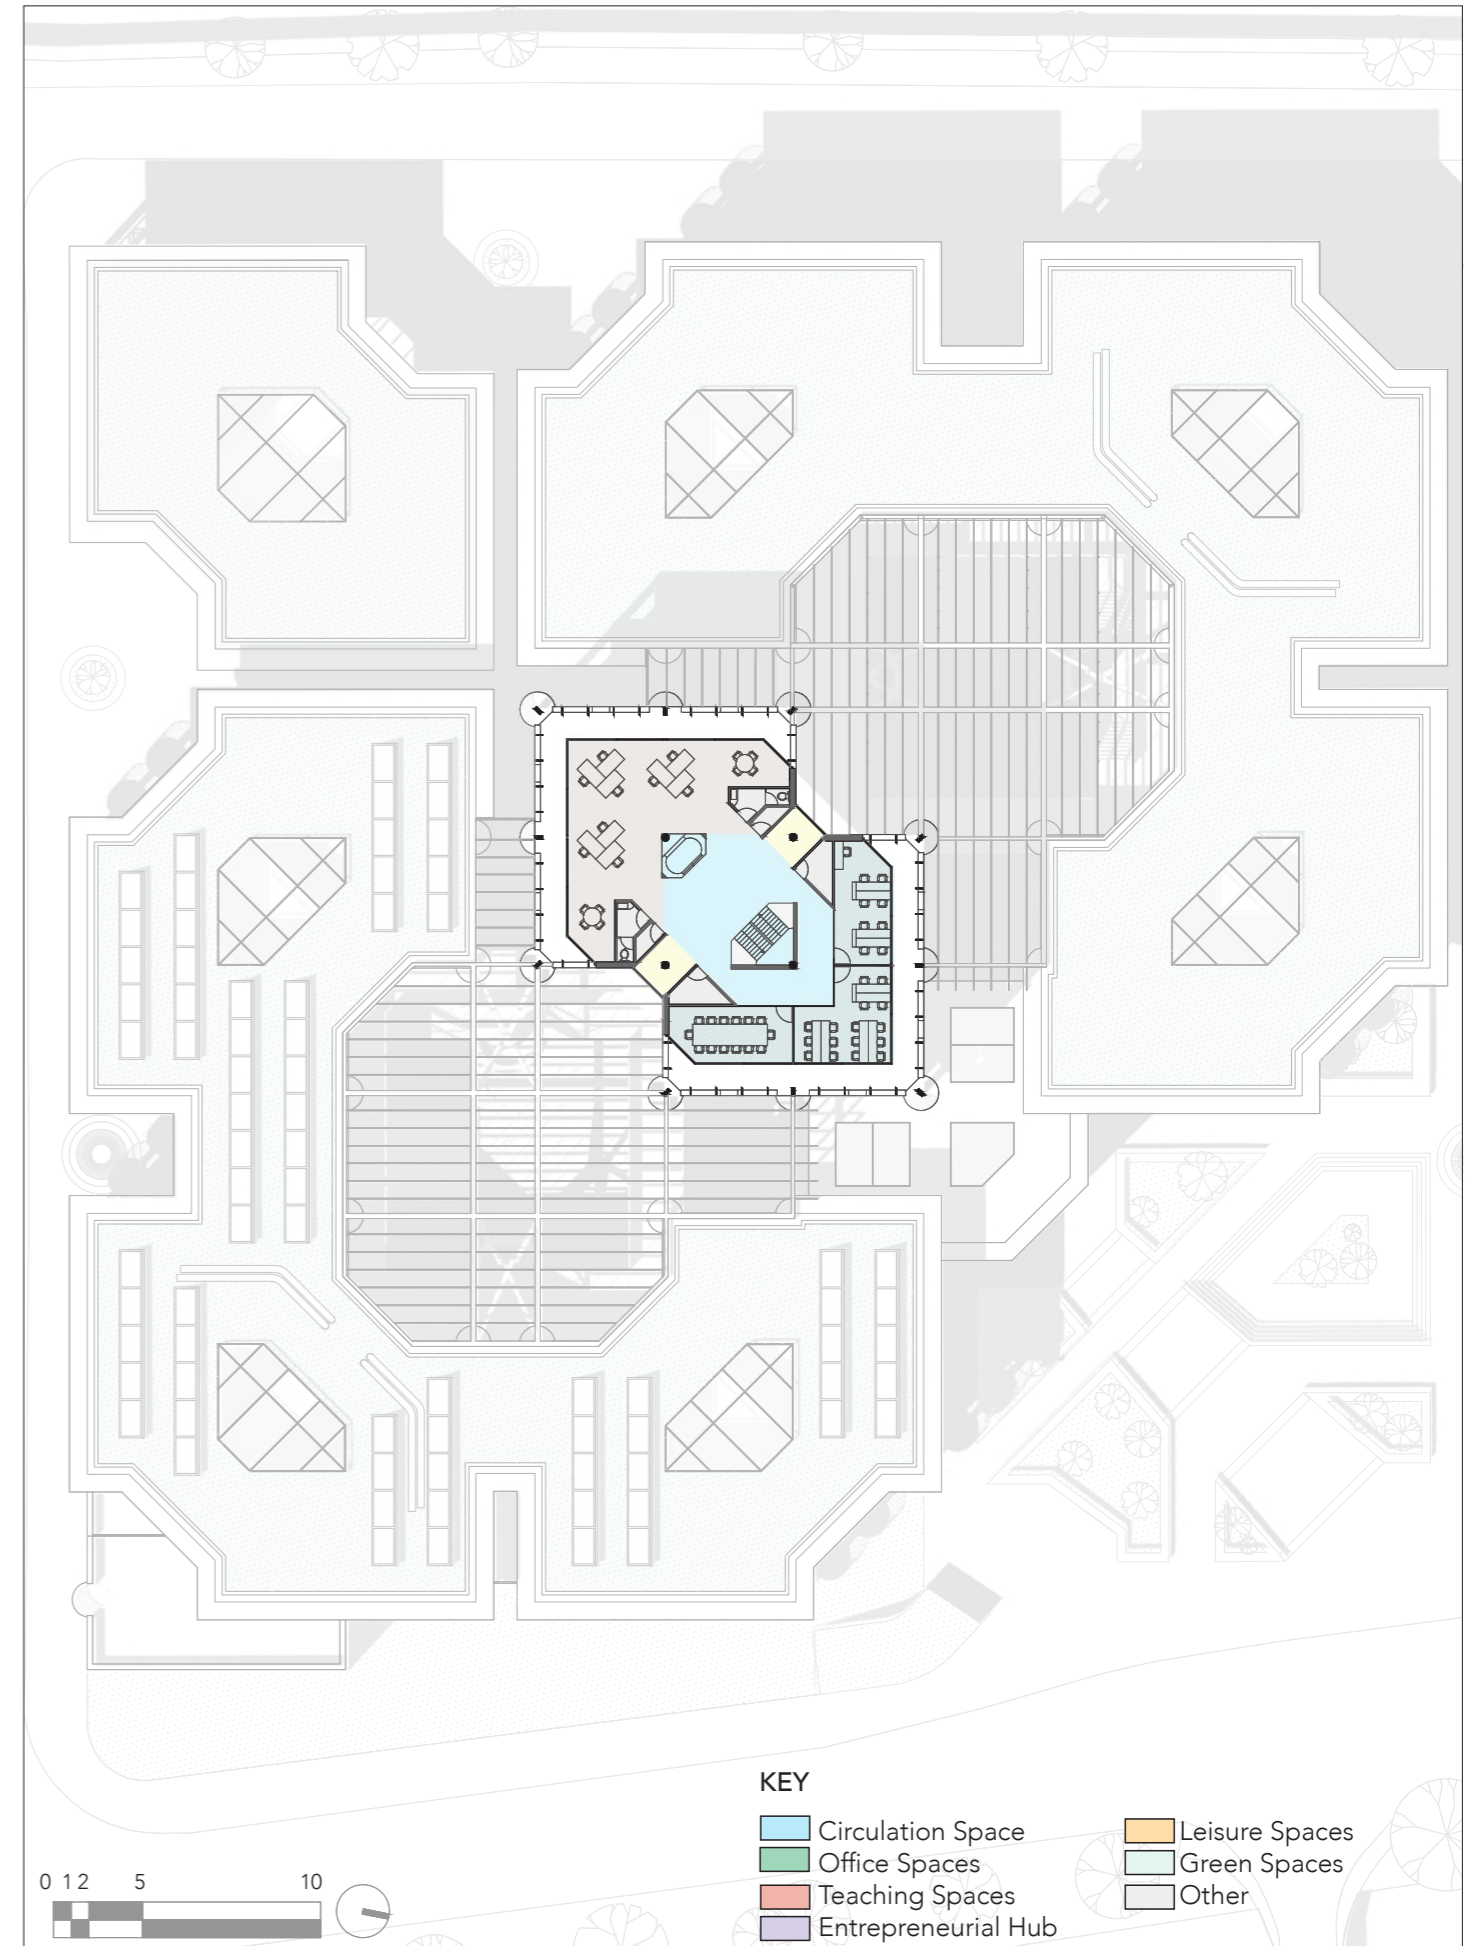 KEY
Circulation Space
Office Spaces
Teaching Spaces
Entrepreneurial Hub
Leisure Spaces
Green Spaces
Other
0 1 2 5 10